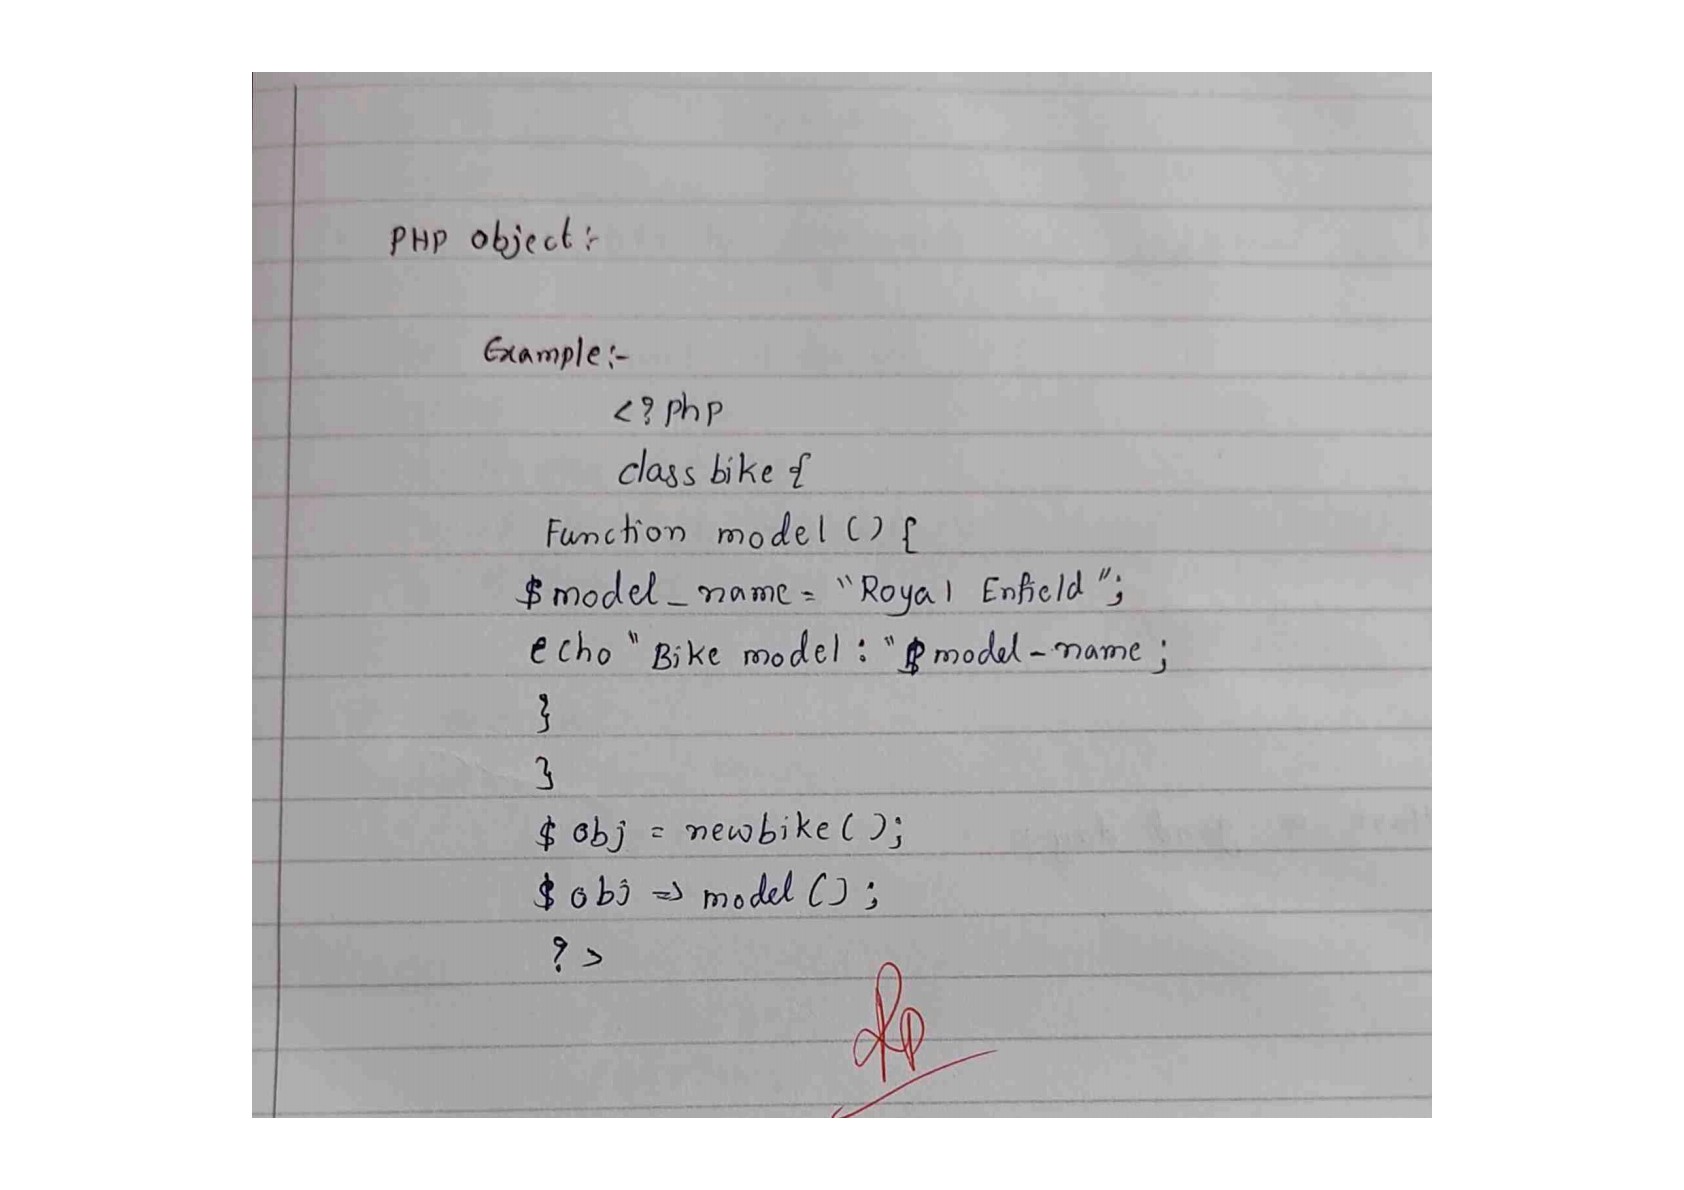 PHP object:-
Example:-
<?php
class bike {
Function model () {
$model_name = "Royal Enfield";
echo "Bike model : "$model-name ;
}
}
$ obj = newbike ( );
$ obj => model ( ) ;
? >